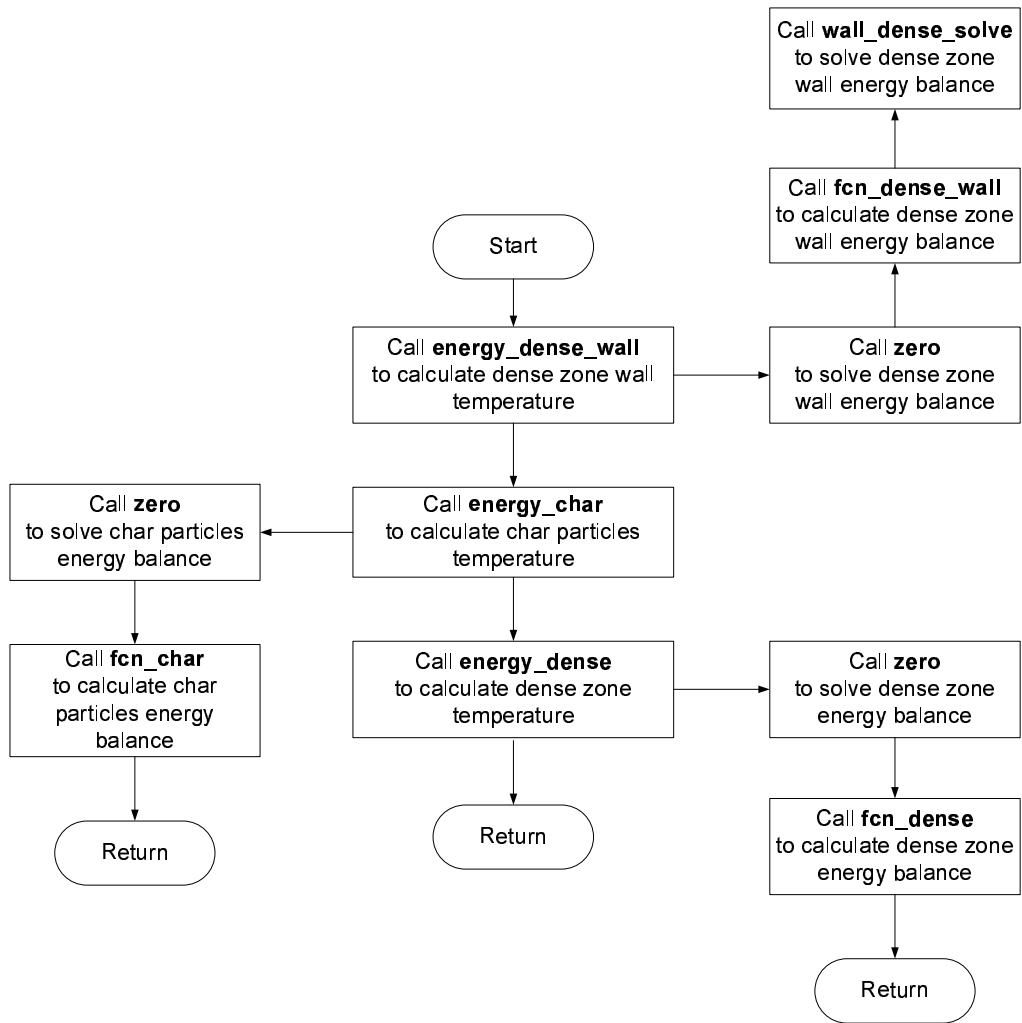 Call wall_dense_solve
to solve dense zone
wall energy balance
Call fcn_dense_wall
to calculate dense zone
wall energy balance
Start
Call energy_dense_wall
to calculate dense zone wall
temperature
Call zero
to solve dense zone
wall energy balance
Call zero
to solve char particles
energy balance
Call energy_char
to calculate char particles
temperature
Call fcn_char
to calculate char
particles energy
balance
Call energy_dense
to calculate dense zone
temperature
Call zero
to solve dense zone
energy balance
Return
Return
Call fcn_dense
to calculate dense zone
energy balance
Return